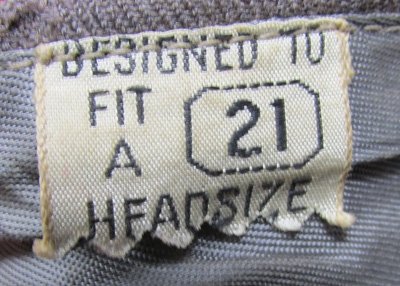 DESIGNED TO
FIT
A
21
HEADSIZE